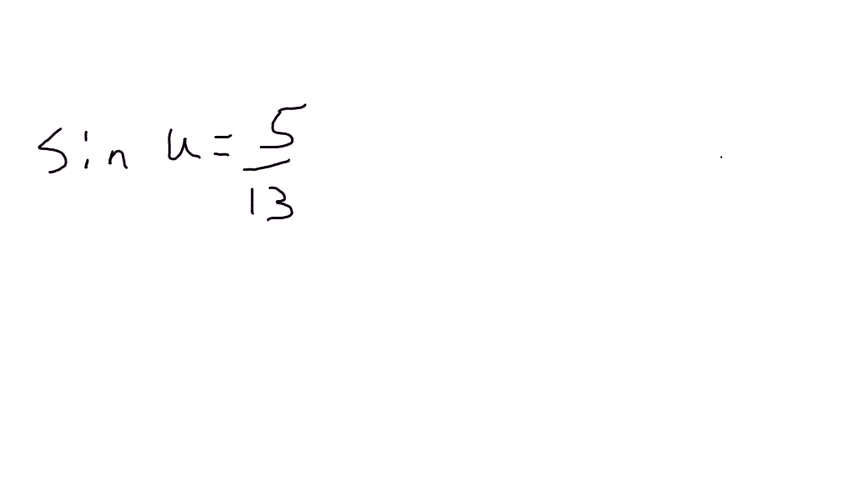 sin u = 5/13